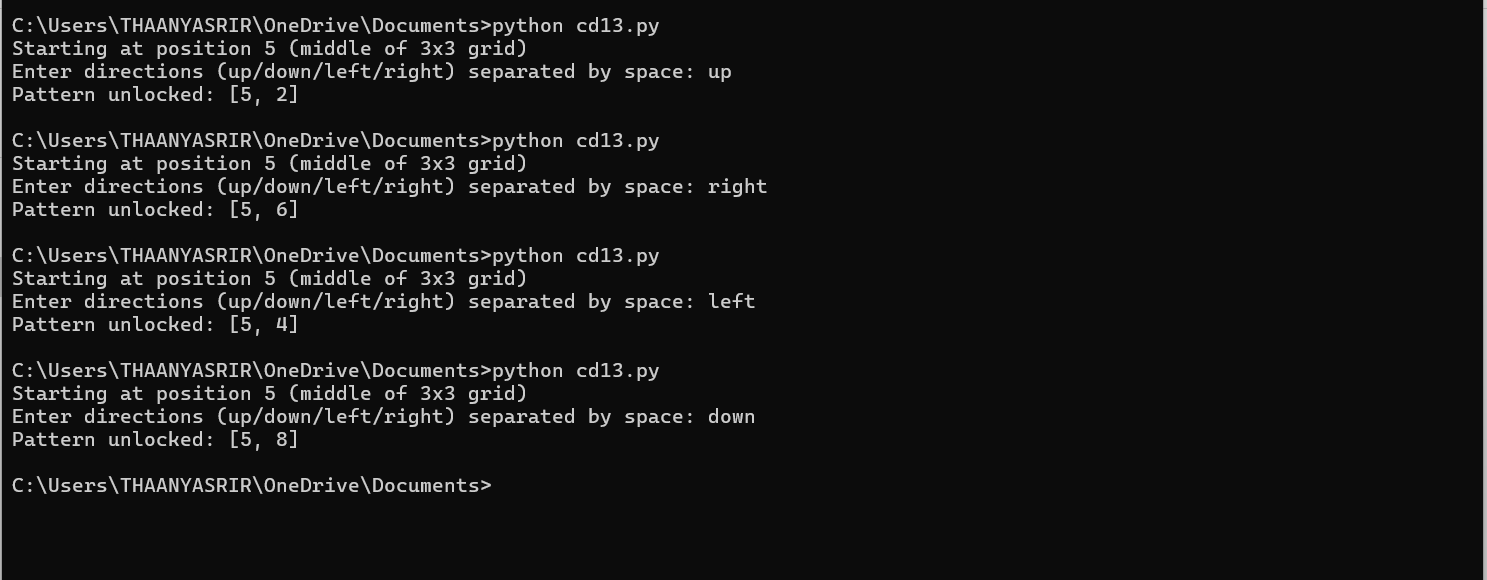 C:\Users\THAANYASRIR\OneDrive\Documents>python cd13.py
Starting at position 5 (middle of 3x3 grid)
Enter directions (up/down/left/right) separated by space: up
Pattern unlocked: [5, 2]
C:\Users\THAANYASRIR\OneDrive\Documents>python cd13.py
Starting at position 5 (middle of 3x3 grid)
Enter directions (up/down/left/right) separated by space: right
Pattern unlocked: [5, 6]
C:\Users\THAANYASRIR\OneDrive\Documents>python cd13.py
Starting at position 5 (middle of 3x3 grid)
Enter directions (up/down/left/right) separated by space: left
Pattern unlocked: [5, 4]
C:\Users\THAANYASRIR\OneDrive\Documents>python cd13.py
Starting at position 5 (middle of 3x3 grid)
Enter directions (up/down/left/right) separated by space: down
Pattern unlocked: [5, 8]
C:\Users\THAANYASRIR\OneDrive\Documents>